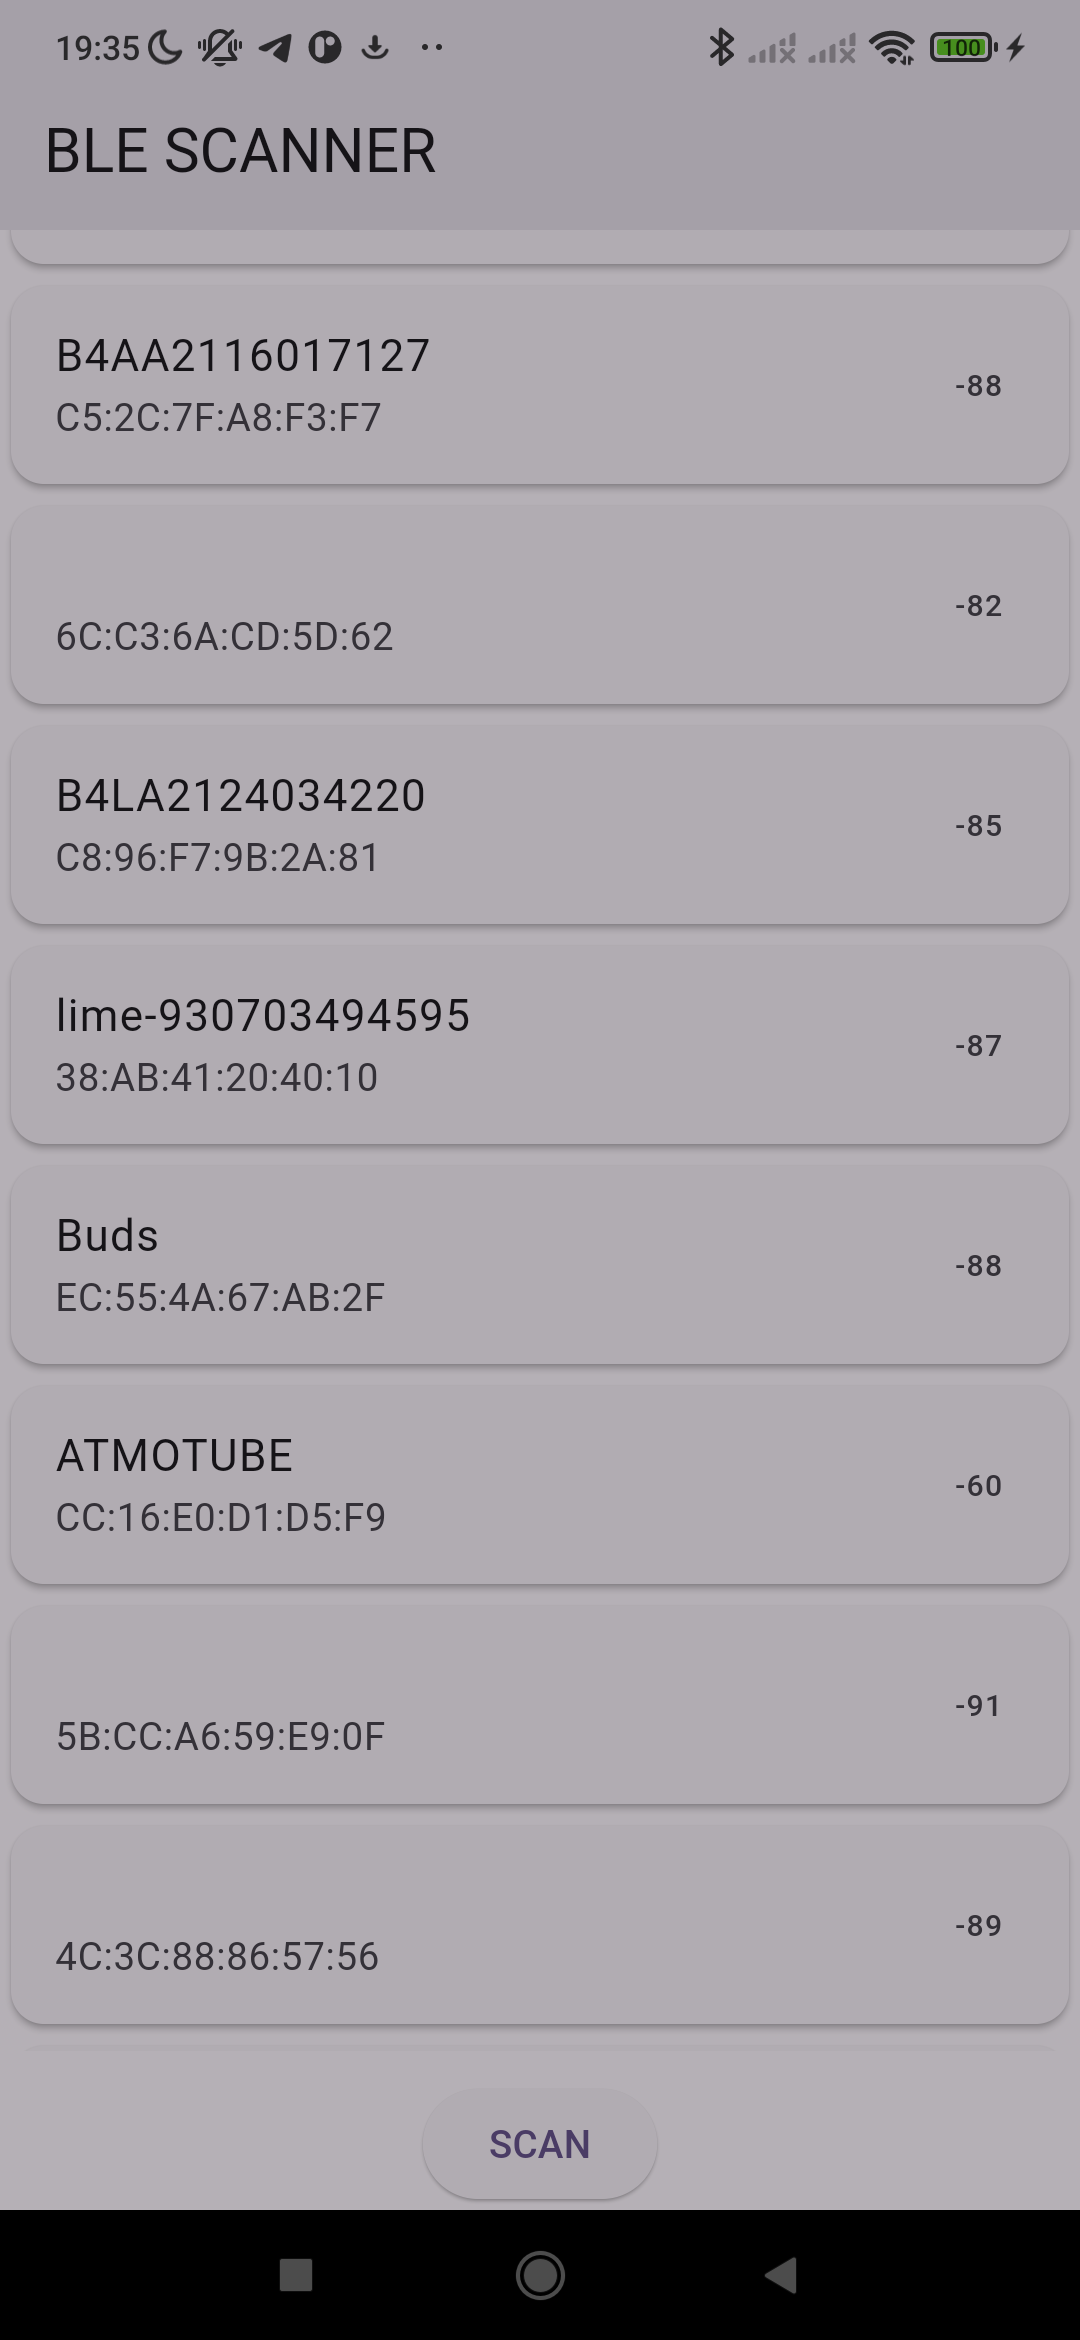 19:35
100
BLE SCANNER
B4AA2116017127
C5:2C:7F:A8:F3:F7
-88
6C:C3:6A:CD:5D:62
-82
B4LA2124034220
C8:96:F7:9B:2A:81
-85
lime-930703494595
38:AB:41:20:40:10
-87
Buds
EC:55:4A:67:AB:2F
-88
ATMOTUBE
CC:16:E0:D1:D5:F9
-60
5B:CC:A6:59:E9:0F
-91
4C:3C:88:86:57:56
-89
SCAN